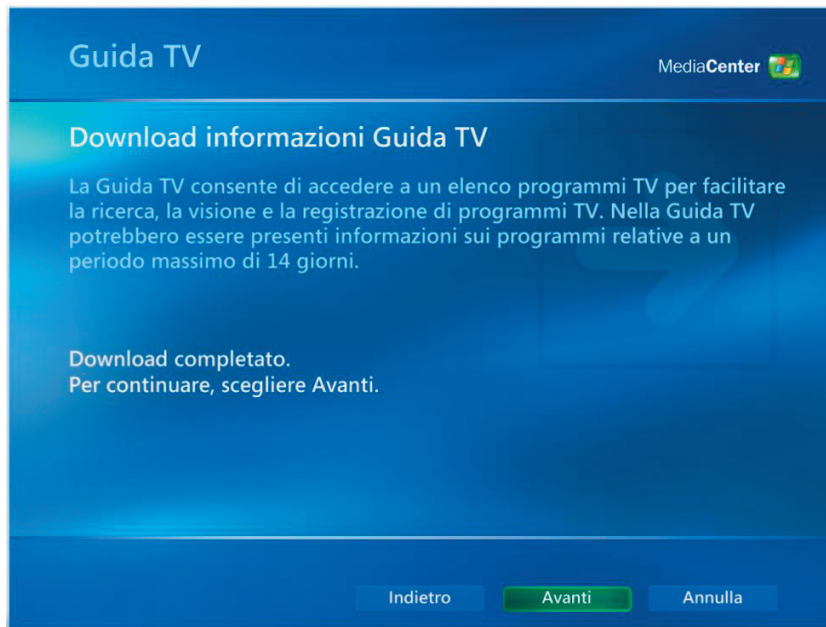 Guida TV
MediaCenter
Download informazioni Guida TV
La Guida TV consente di accedere a un elenco programmi TV per facilitare
la ricerca, la visione e la registrazione di programmi TV. Nella Guida TV
potrebbero essere presenti informazioni sui programmi relative a un
periodo massimo di 14 giorni.
Download completato.
Per continuare, scegliere Avanti.
Indietro
Avanti
Annulla